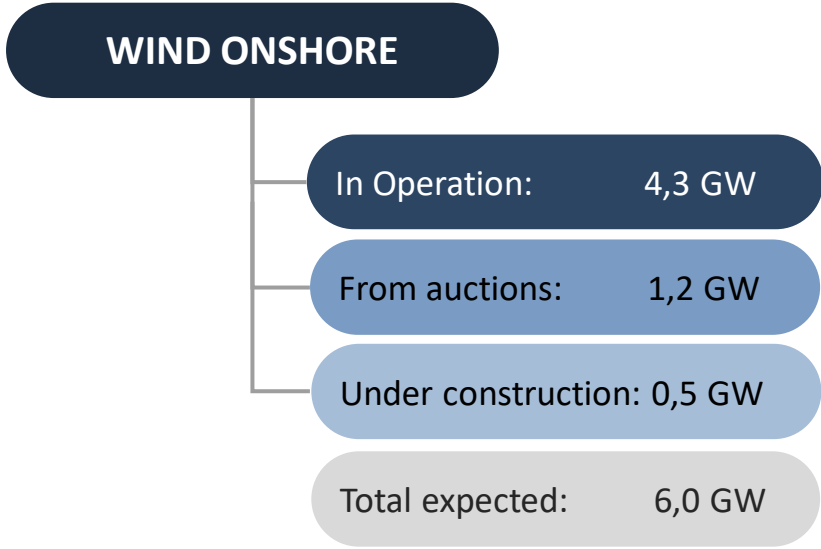 WIND ONSHORE
In Operation: 4,3 GW
From auctions: 1,2 GW
Under construction: 0,5 GW
Total expected: 6,0 GW